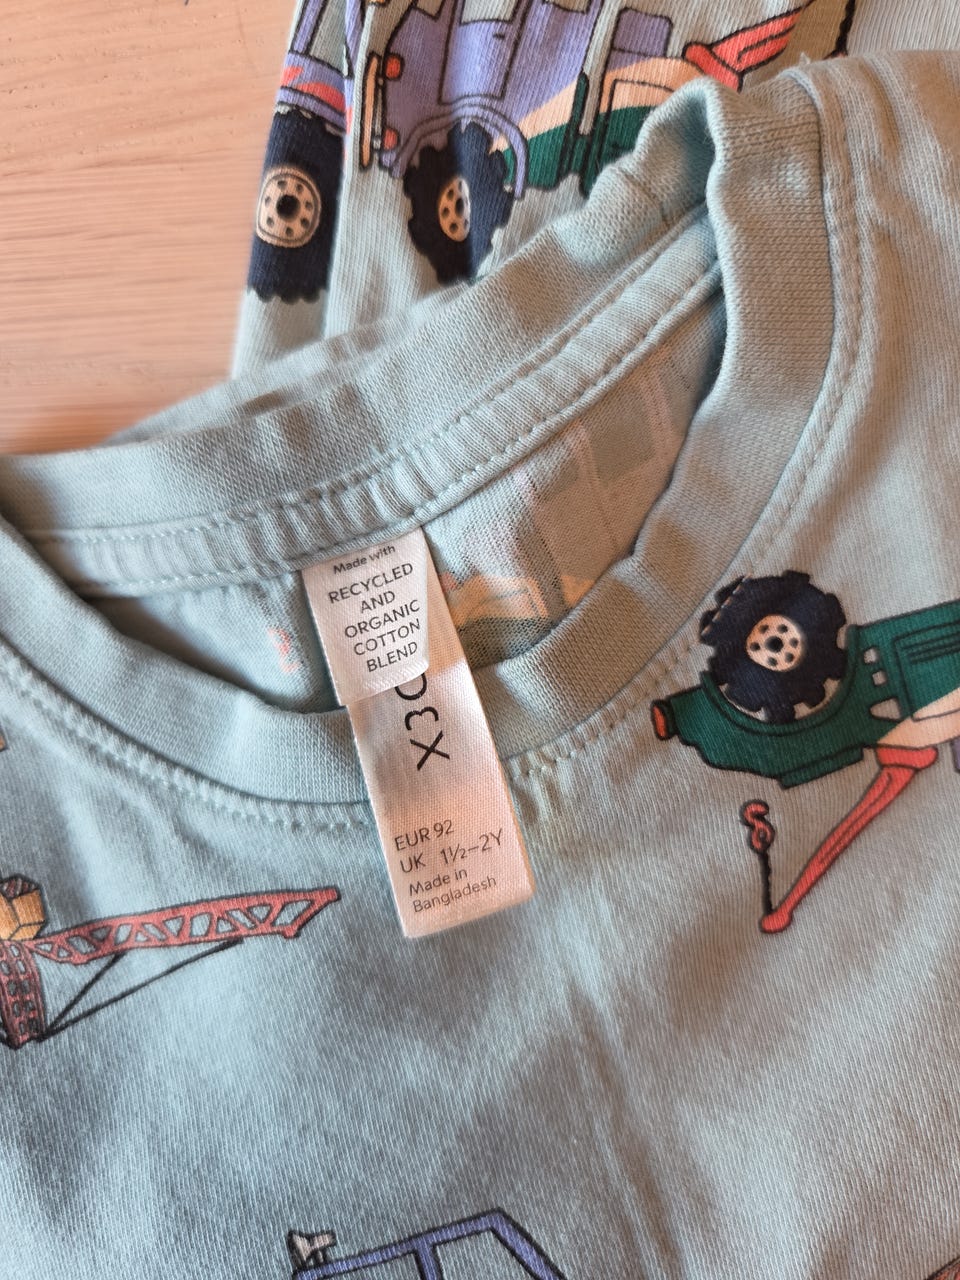 Made with
RECYCLED
AND
ORGANIC
COTTON
BLEND
EUR 92
UK 1½–2Y
Made in
Bangladesh